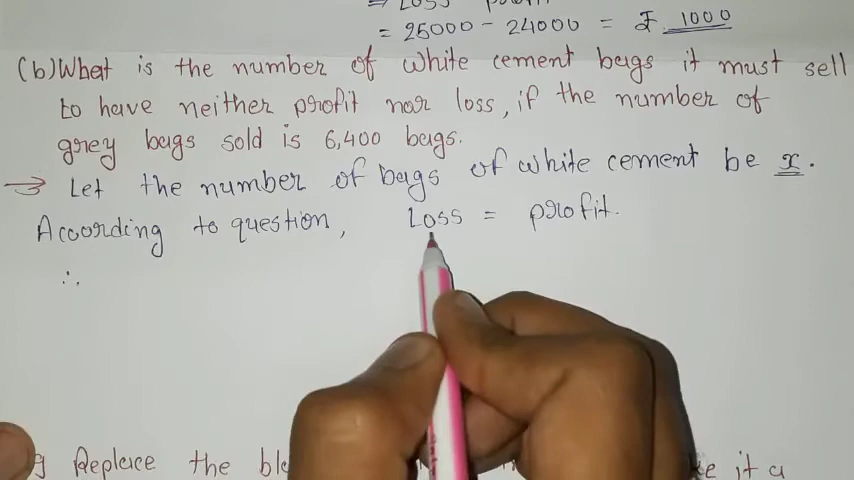 = 25000 - 24000 = ₹ 1000
(b) What is the number of white cement bags it must sell
to have neither profit nor loss, if the number of
grey bags sold is 6,400 bags.
→ Let the number of bags of white cement be x.
According to question, Loss = profit.
∴
Replace the it a